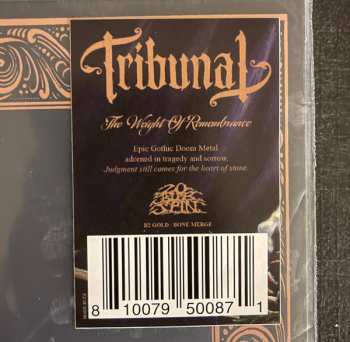 Tribunal
The Weight Of Remembrance
Epic Gothic Doom Metal
adorned in tragedy and sorrow.
Judgment still comes for the heart of stone.
20 BUCK SPIN
B2 GOLD / BONE MERGE
8 10079 50087 1